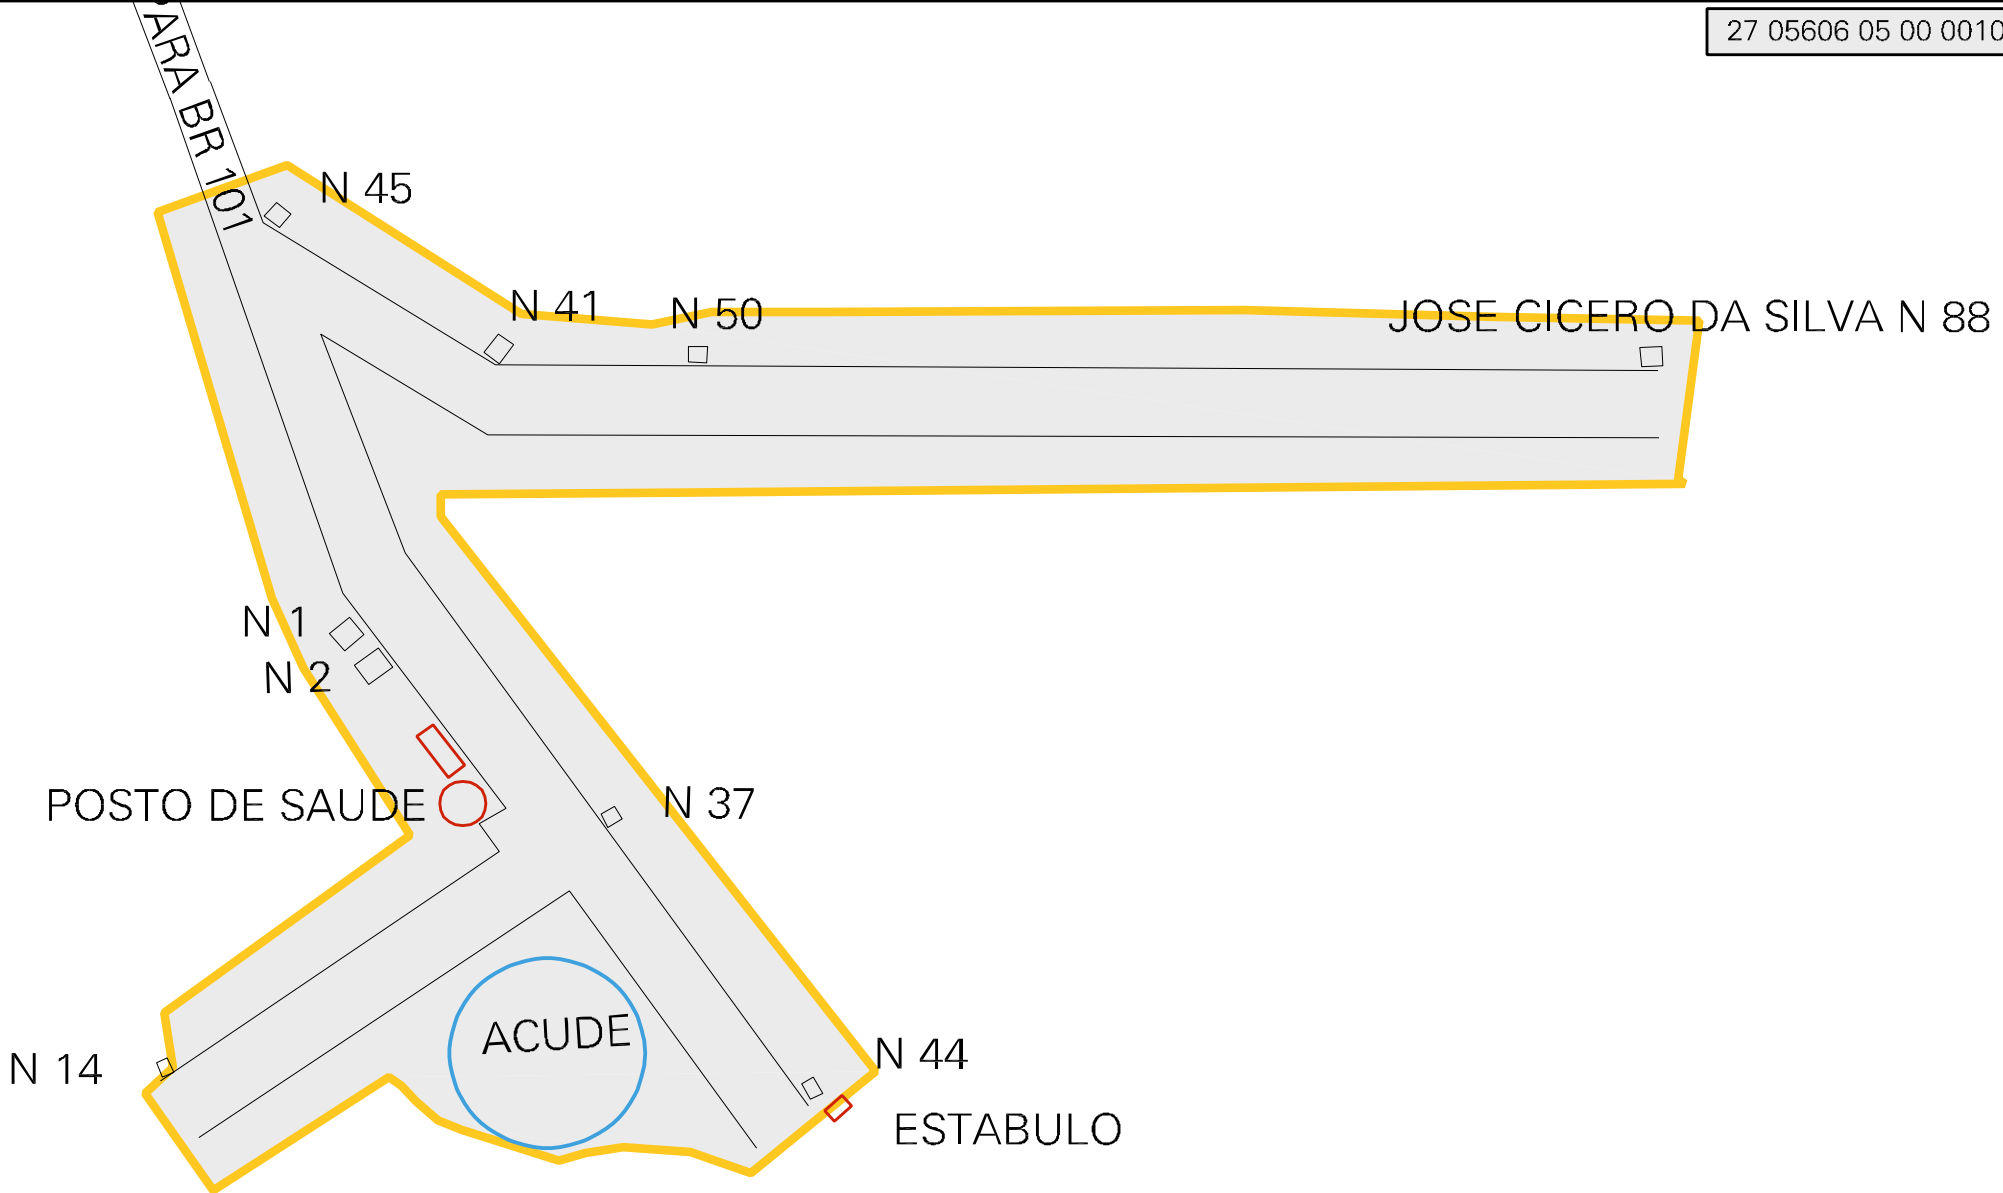 27 05606 05 00 0010
ARA BR 101
N 45
N 41
N 50
JOSE CICERO DA SILVA N 88
N 1
N 2
POSTO DE SAUDE
N 37
ACUDE
N 14
N 44
ESTABULO